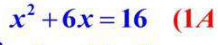 x² + 6x = 16 (1A